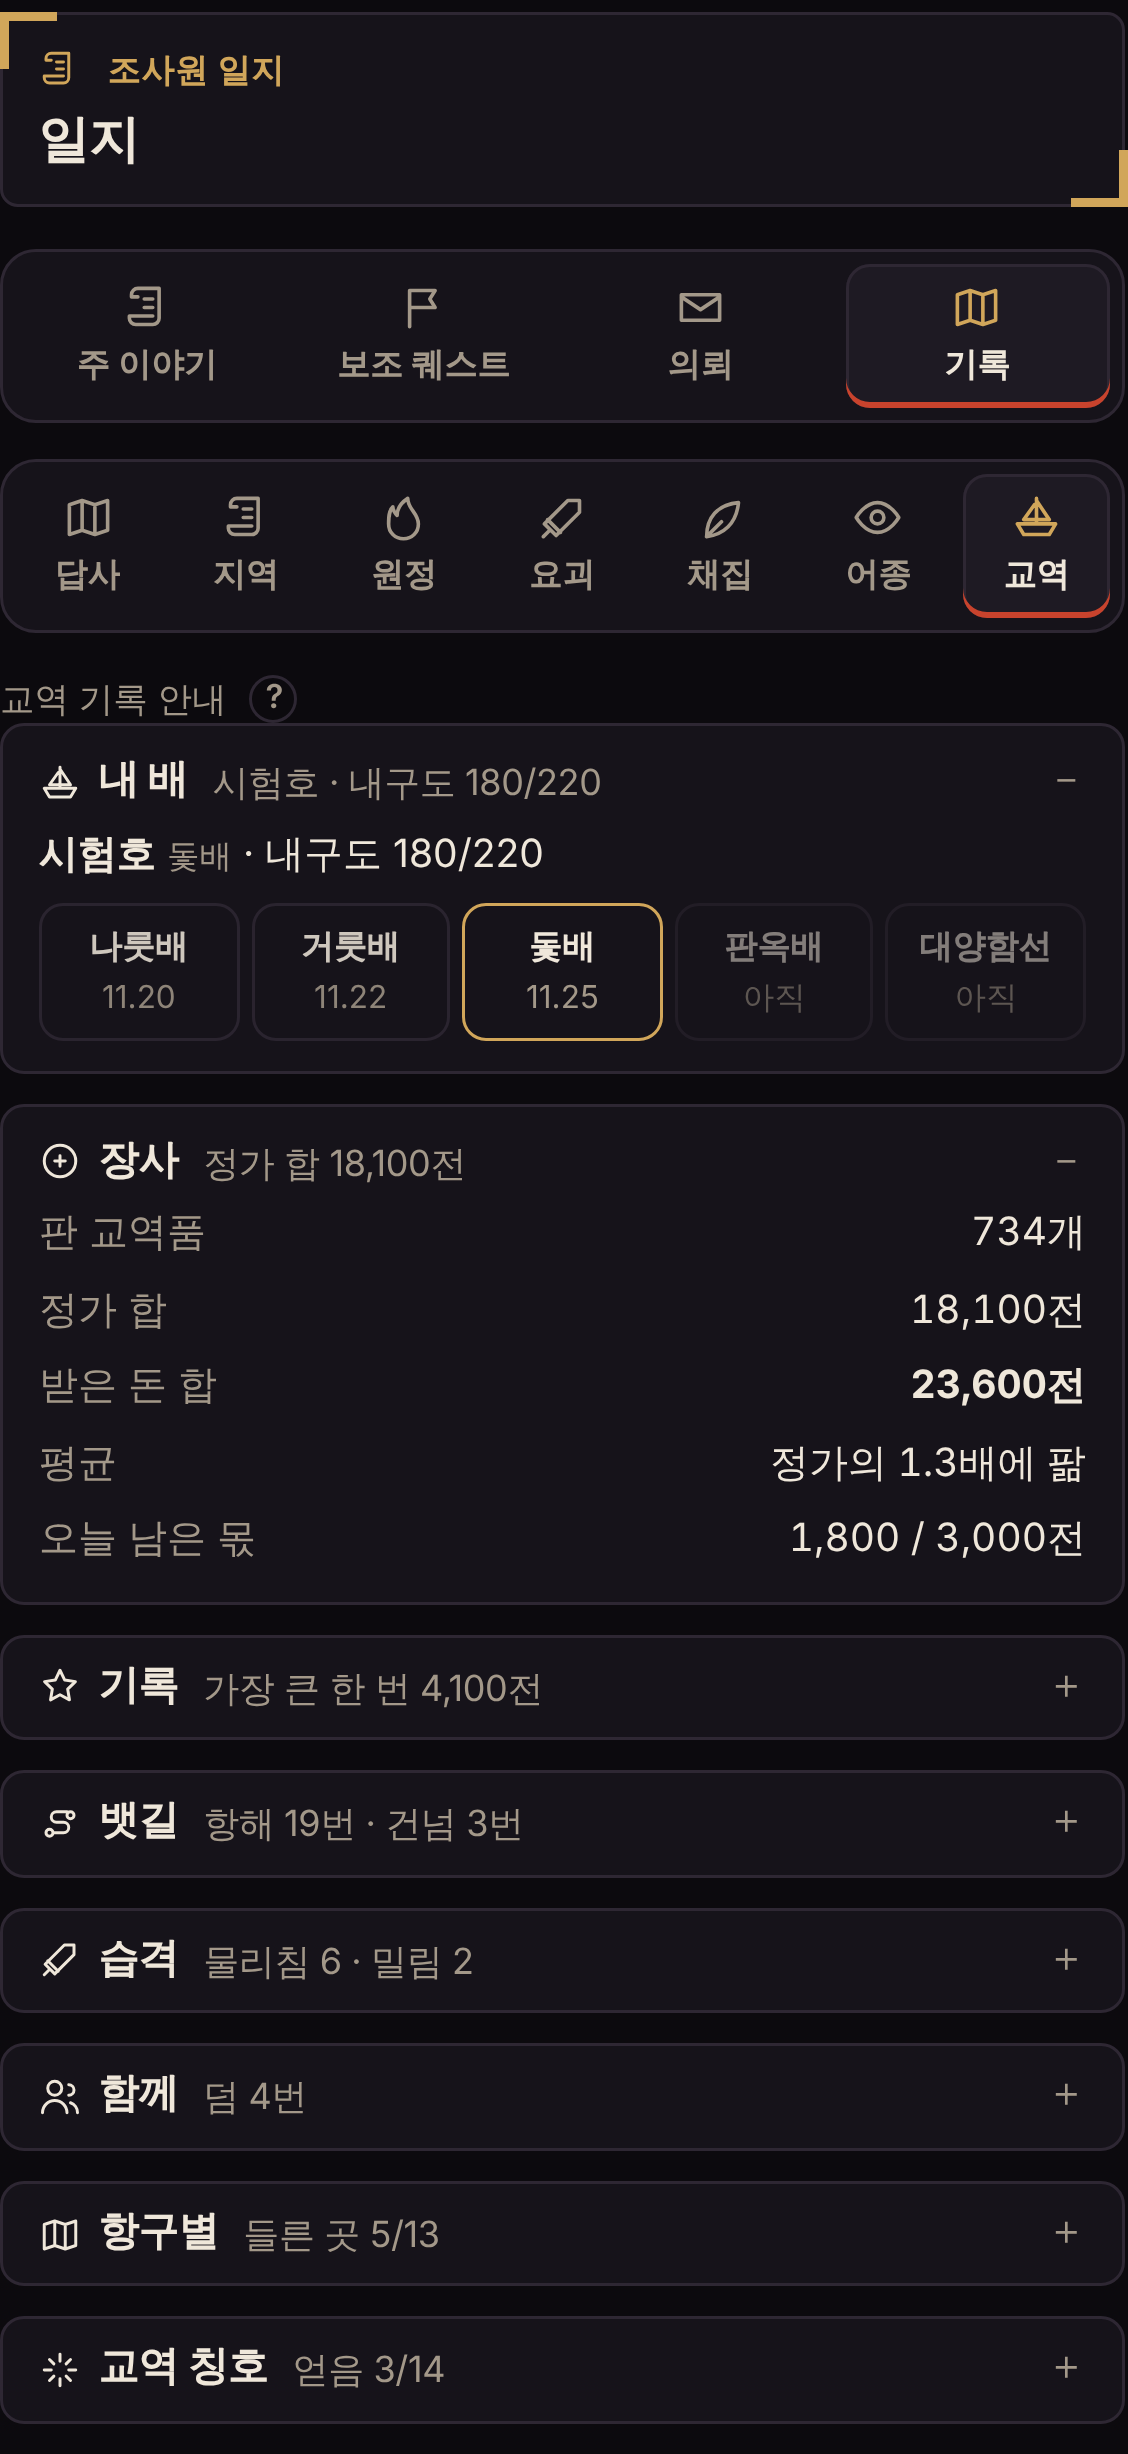 조사원 일지
일지
주 이야기 보조 퀘스트 의뢰 기록
답사 지역 원정 요괴 채집 어종 교역
교역 기록 안내 ?
내 배 시험호 · 내구도 180/220 −
시험호 돛배 · 내구도 180/220
나룻배 거룻배 돛배 판옥배 대양함선
11.20 11.22 11.25 아직 아직
장사 정가 합 18,100전 −
판 교역품 734개
정가 합 18,100전
받은 돈 합 23,600전
평균 정가의 1.3배에 팖
오늘 남은 몫 1,800 / 3,000전
기록 가장 큰 한 번 4,100전 +
뱃길 항해 19번 · 건넘 3번 +
습격 물리침 6 · 밀림 2 +
함께 덤 4번 +
항구별 들른 곳 5/13 +
교역 칭호 얻음 3/14 +